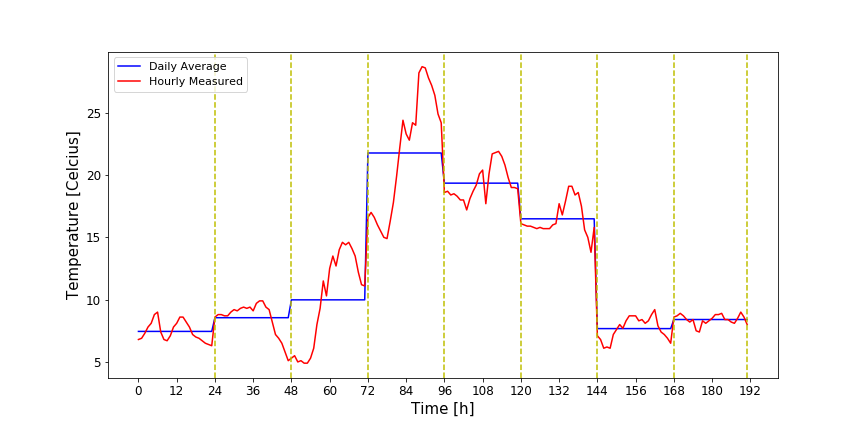 Daily Average
Hourly Measured
Temperature [Celcius]
25
20
15
10
5
0 12 24 36 48 60 72 84 96 108 120 132 144 156 168 180 192
Time [h]